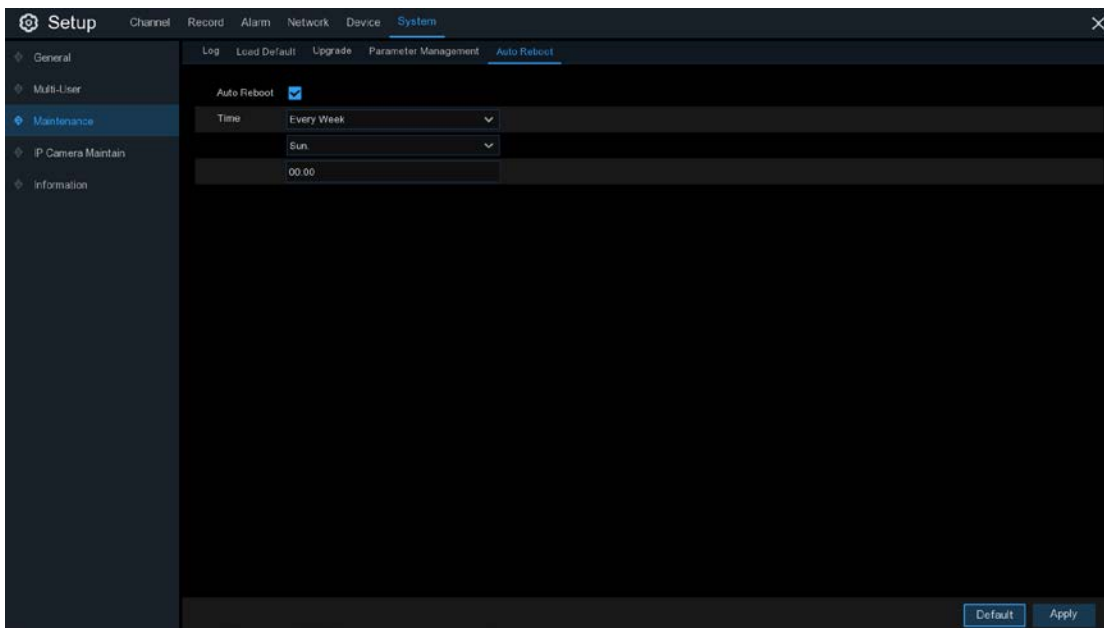 Setup Channel Record Alarm Network Device System
Log Load Default Upgrade Parameter Management Auto Reboot
General
Multi-User
Maintenance
IP Camera Maintain
Information
Auto Reboot
Time Every Week
Sun.
00:00
Default Apply